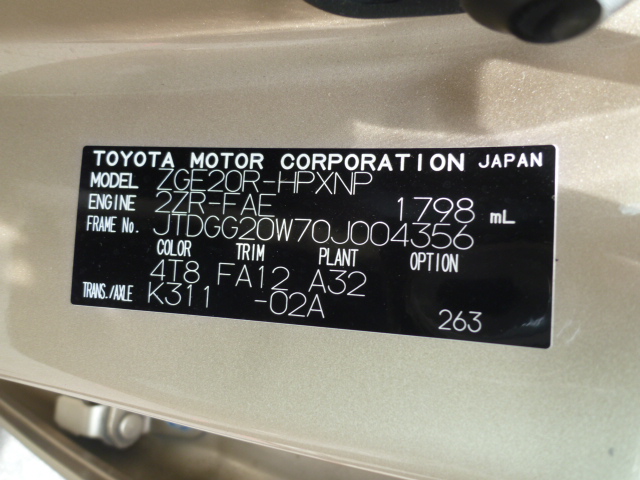 TOYOTA MOTOR CORPORATION JAPAN
MODEL ZGE20R-HPXNP
ENGINE 2ZR-FAE 1798 mL
FRAME No. JTDGG20W70J004356
COLOR TRIM PLANT OPTION
4T8 FA12 A32
TRANS./AXLE K311 -02A
263